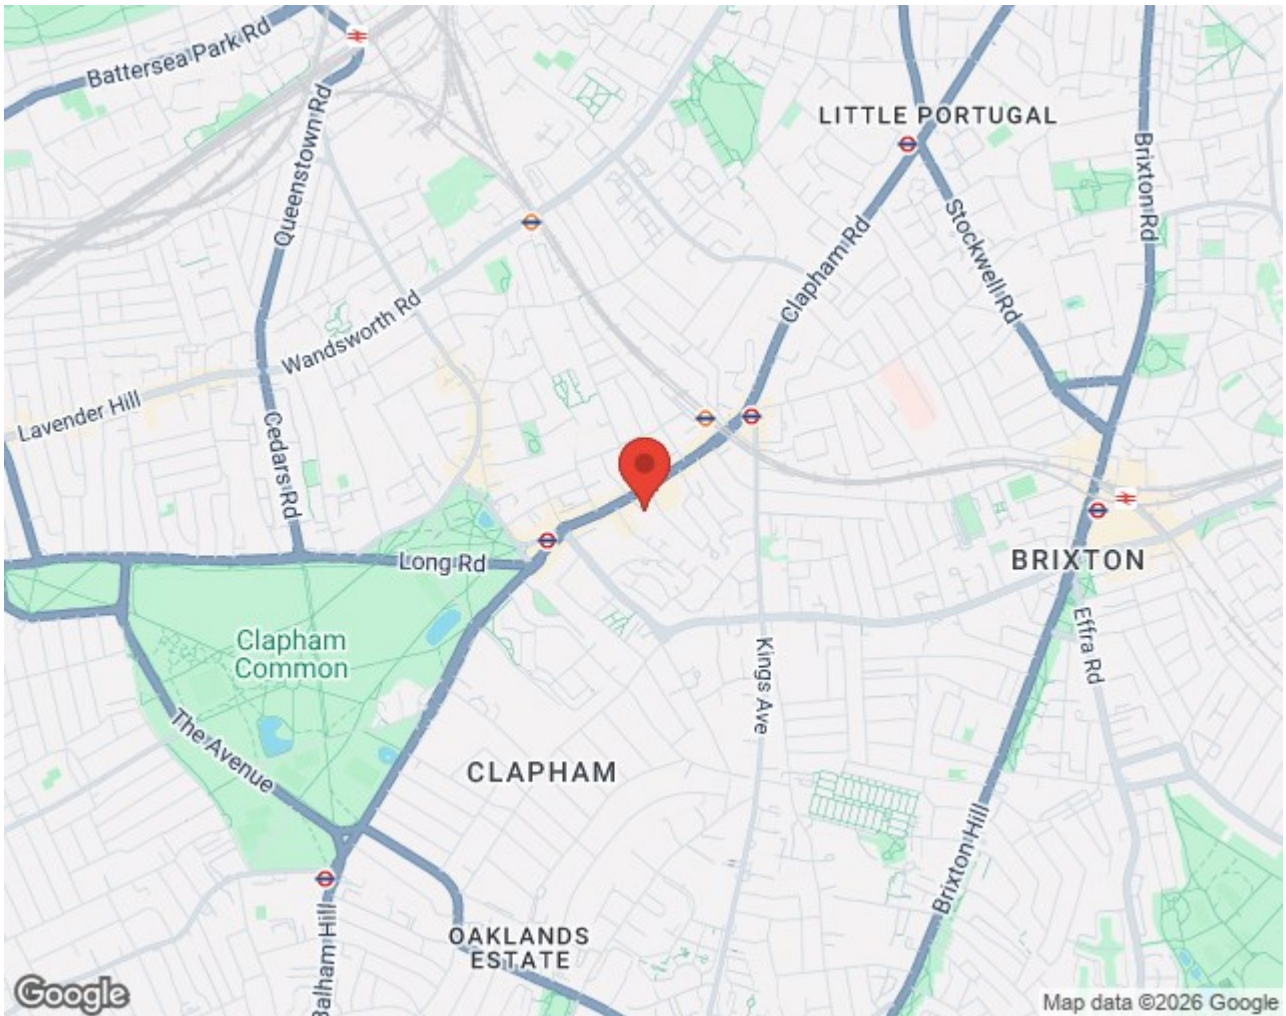 Battersea Park Rd
Queenstown Rd
LITTLE PORTUGAL
Brixton Rd
Stockwell Rd
Clapham Rd
Wandsworth Rd
Lavender Hill
Cedars Rd
Long Rd
BRIXTON
Effra Rd
Clapham
Common
Kings Ave
The Avenue
CLAPHAM
Brixton Hill
Balham Hill
OAKLANDS
ESTATE
Google
Map data ©2026 Google